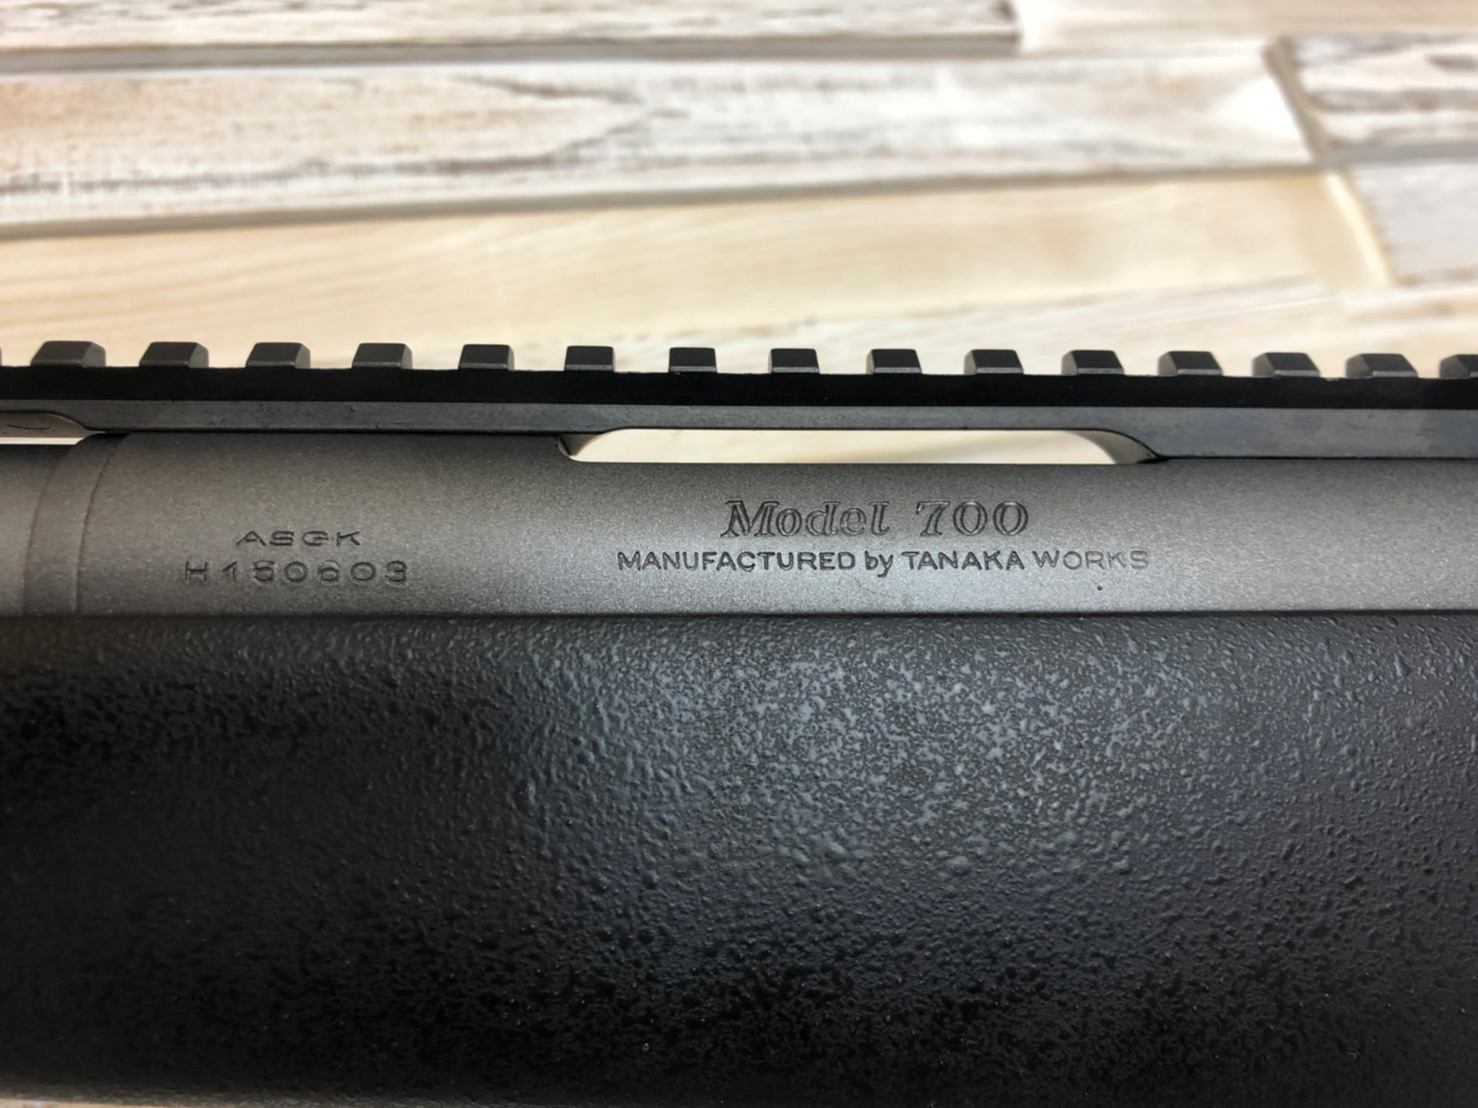 ASGK
Model 700
MANUFACTURED by TANAKA WORKS